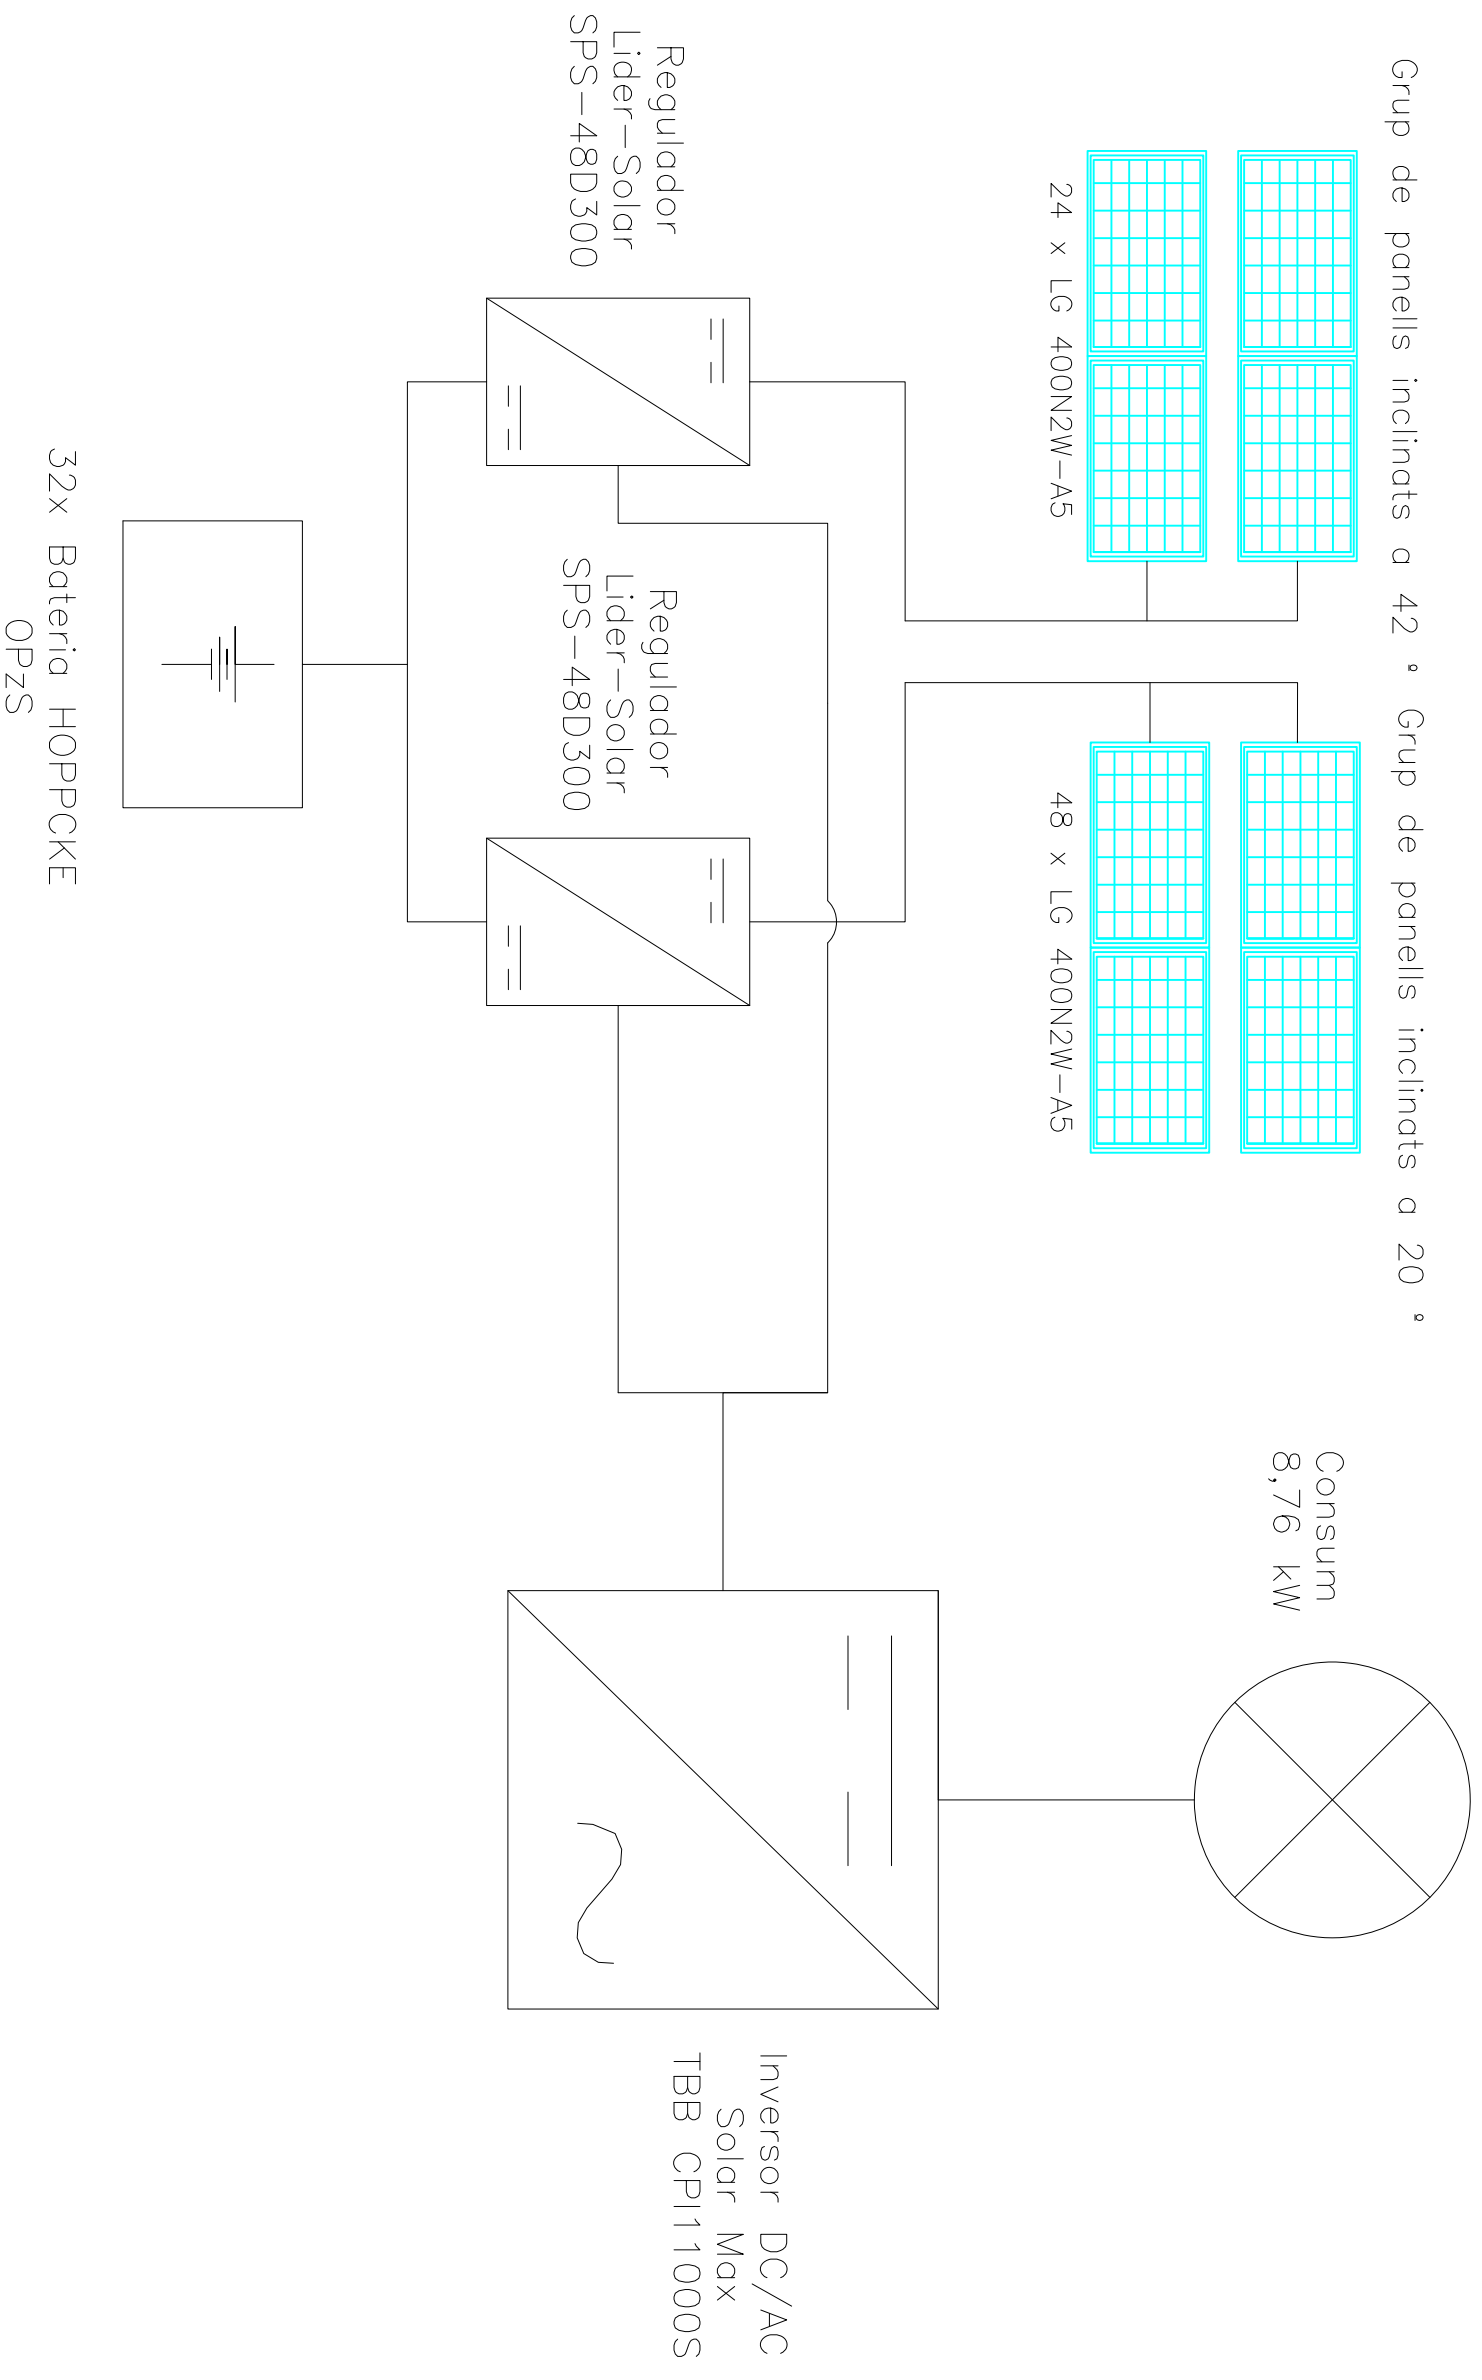 Grup de panells inclinats a 42 º
Grup de panells inclinats a 20 º
24 x LG 400N2W-A5
48 x LG 400N2W-A5
Consum
8,76 kW
Regulador
Lider-Solar
SPS-48D300
Regulador
Lider-Solar
SPS-48D300
Inversor DC/AC
Solar Max
TBB CPI11000S
32x Bateria HOPPCKE
OPzS